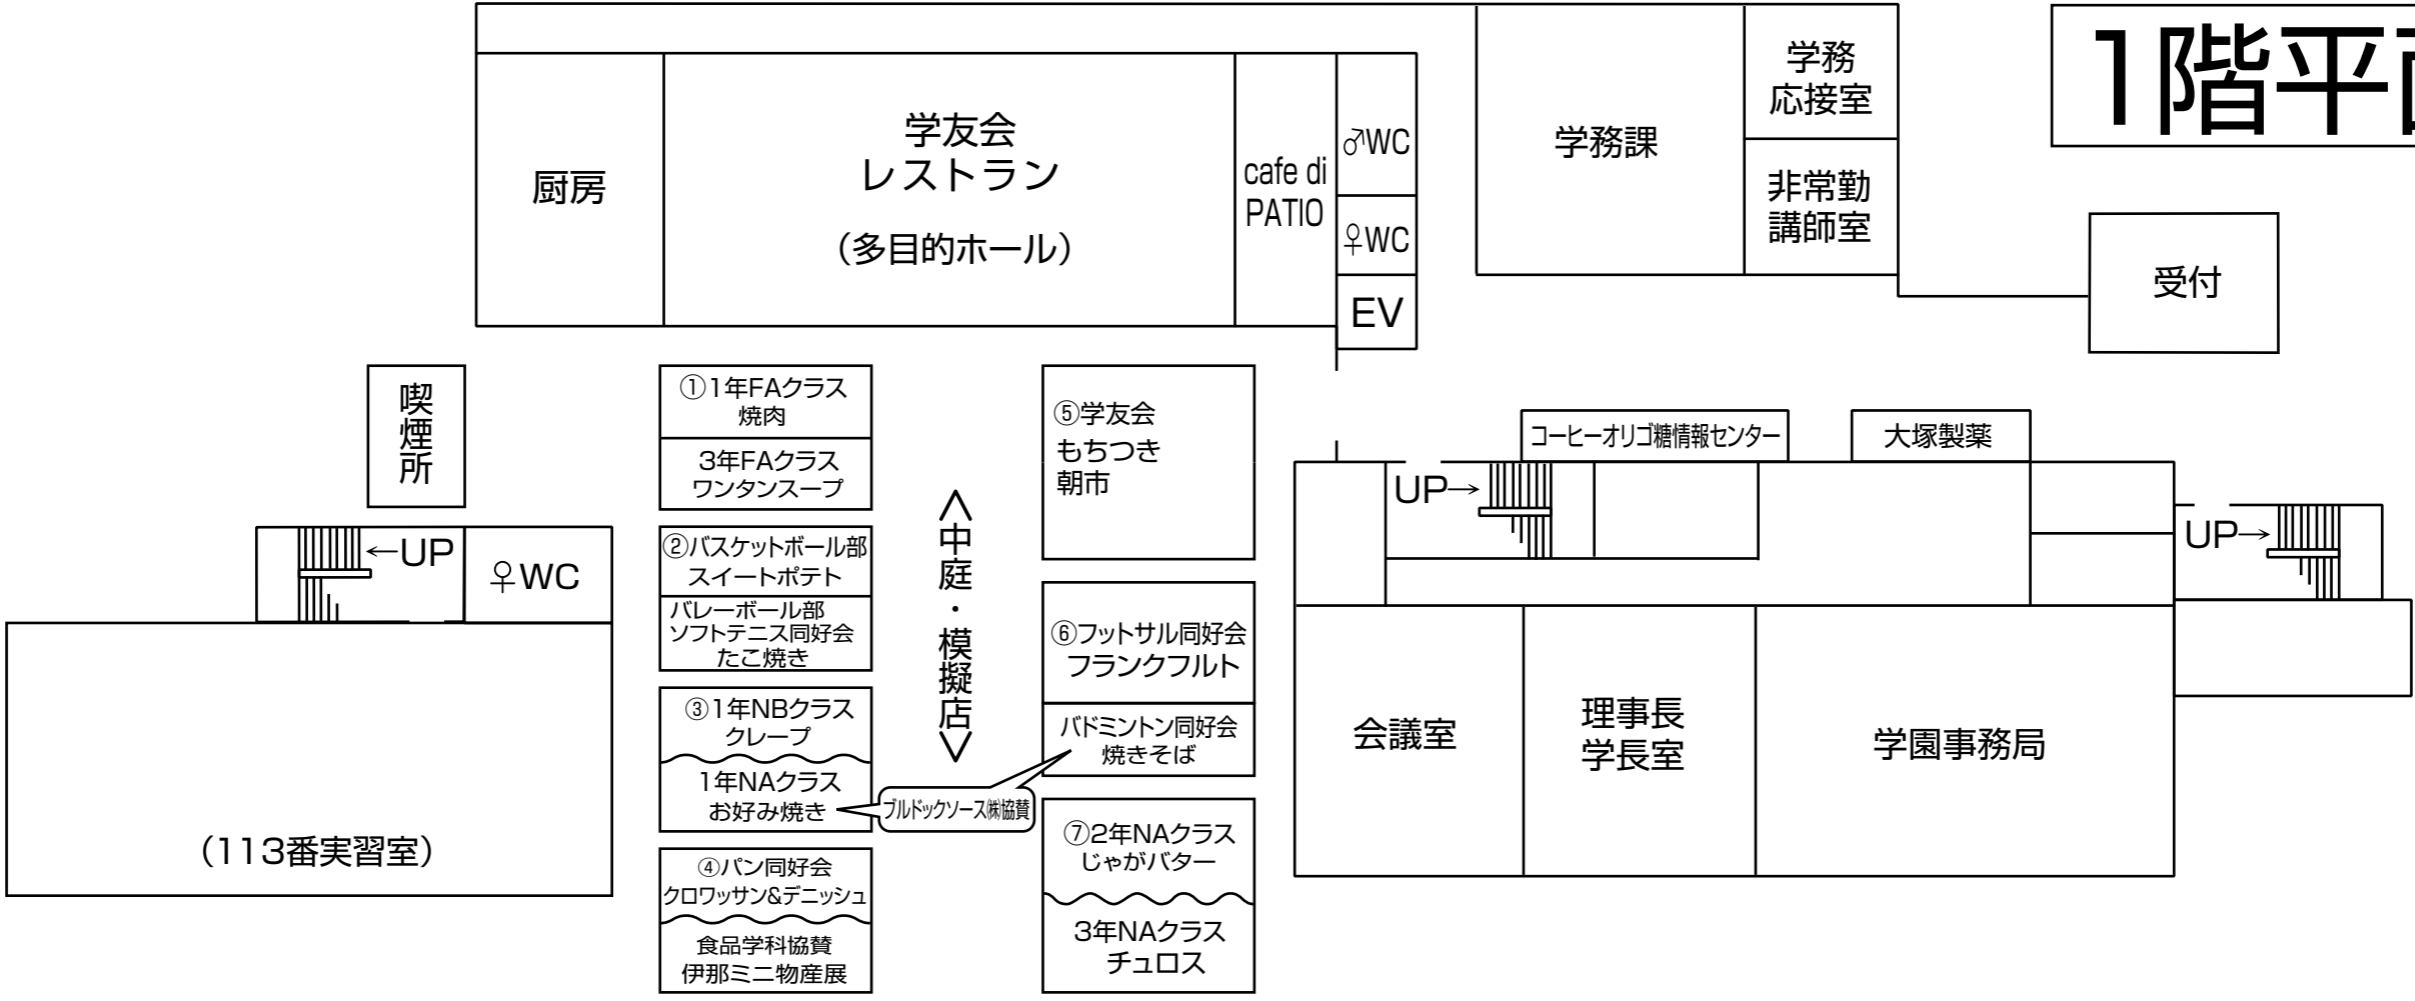 1階平面
学務
応接室
学務課
非常勤
講師室
受付
厨房
学友会
レストラン
(多目的ホール)
cafe di
PATIO
♂WC
♀WC
EV
喫煙所
←UP
♀WC
(113番実習室)
①1年FAクラス
焼肉
3年FAクラス
ワンタンスープ
②バスケットボール部
スイートポテト
バレーボール部
ソフトテニス同好会
たこ焼き
③1年NBクラス
クレープ
1年NAクラス
お好み焼き
④パン同好会
クロワッサン&デニッシュ
食品学科協賛
伊那ミニ物産展
<中庭・模擬店>
ブルドックソース㈱協賛
⑤学友会
もちつき
朝市
⑥フットサル同好会
フランクフルト
バドミントン同好会
焼きそば
⑦2年NAクラス
じゃがバター
3年NAクラス
チュロス
コーヒーオリゴ糖情報センター
大塚製薬
UP→
UP→
会議室
理事長
学長室
学園事務局